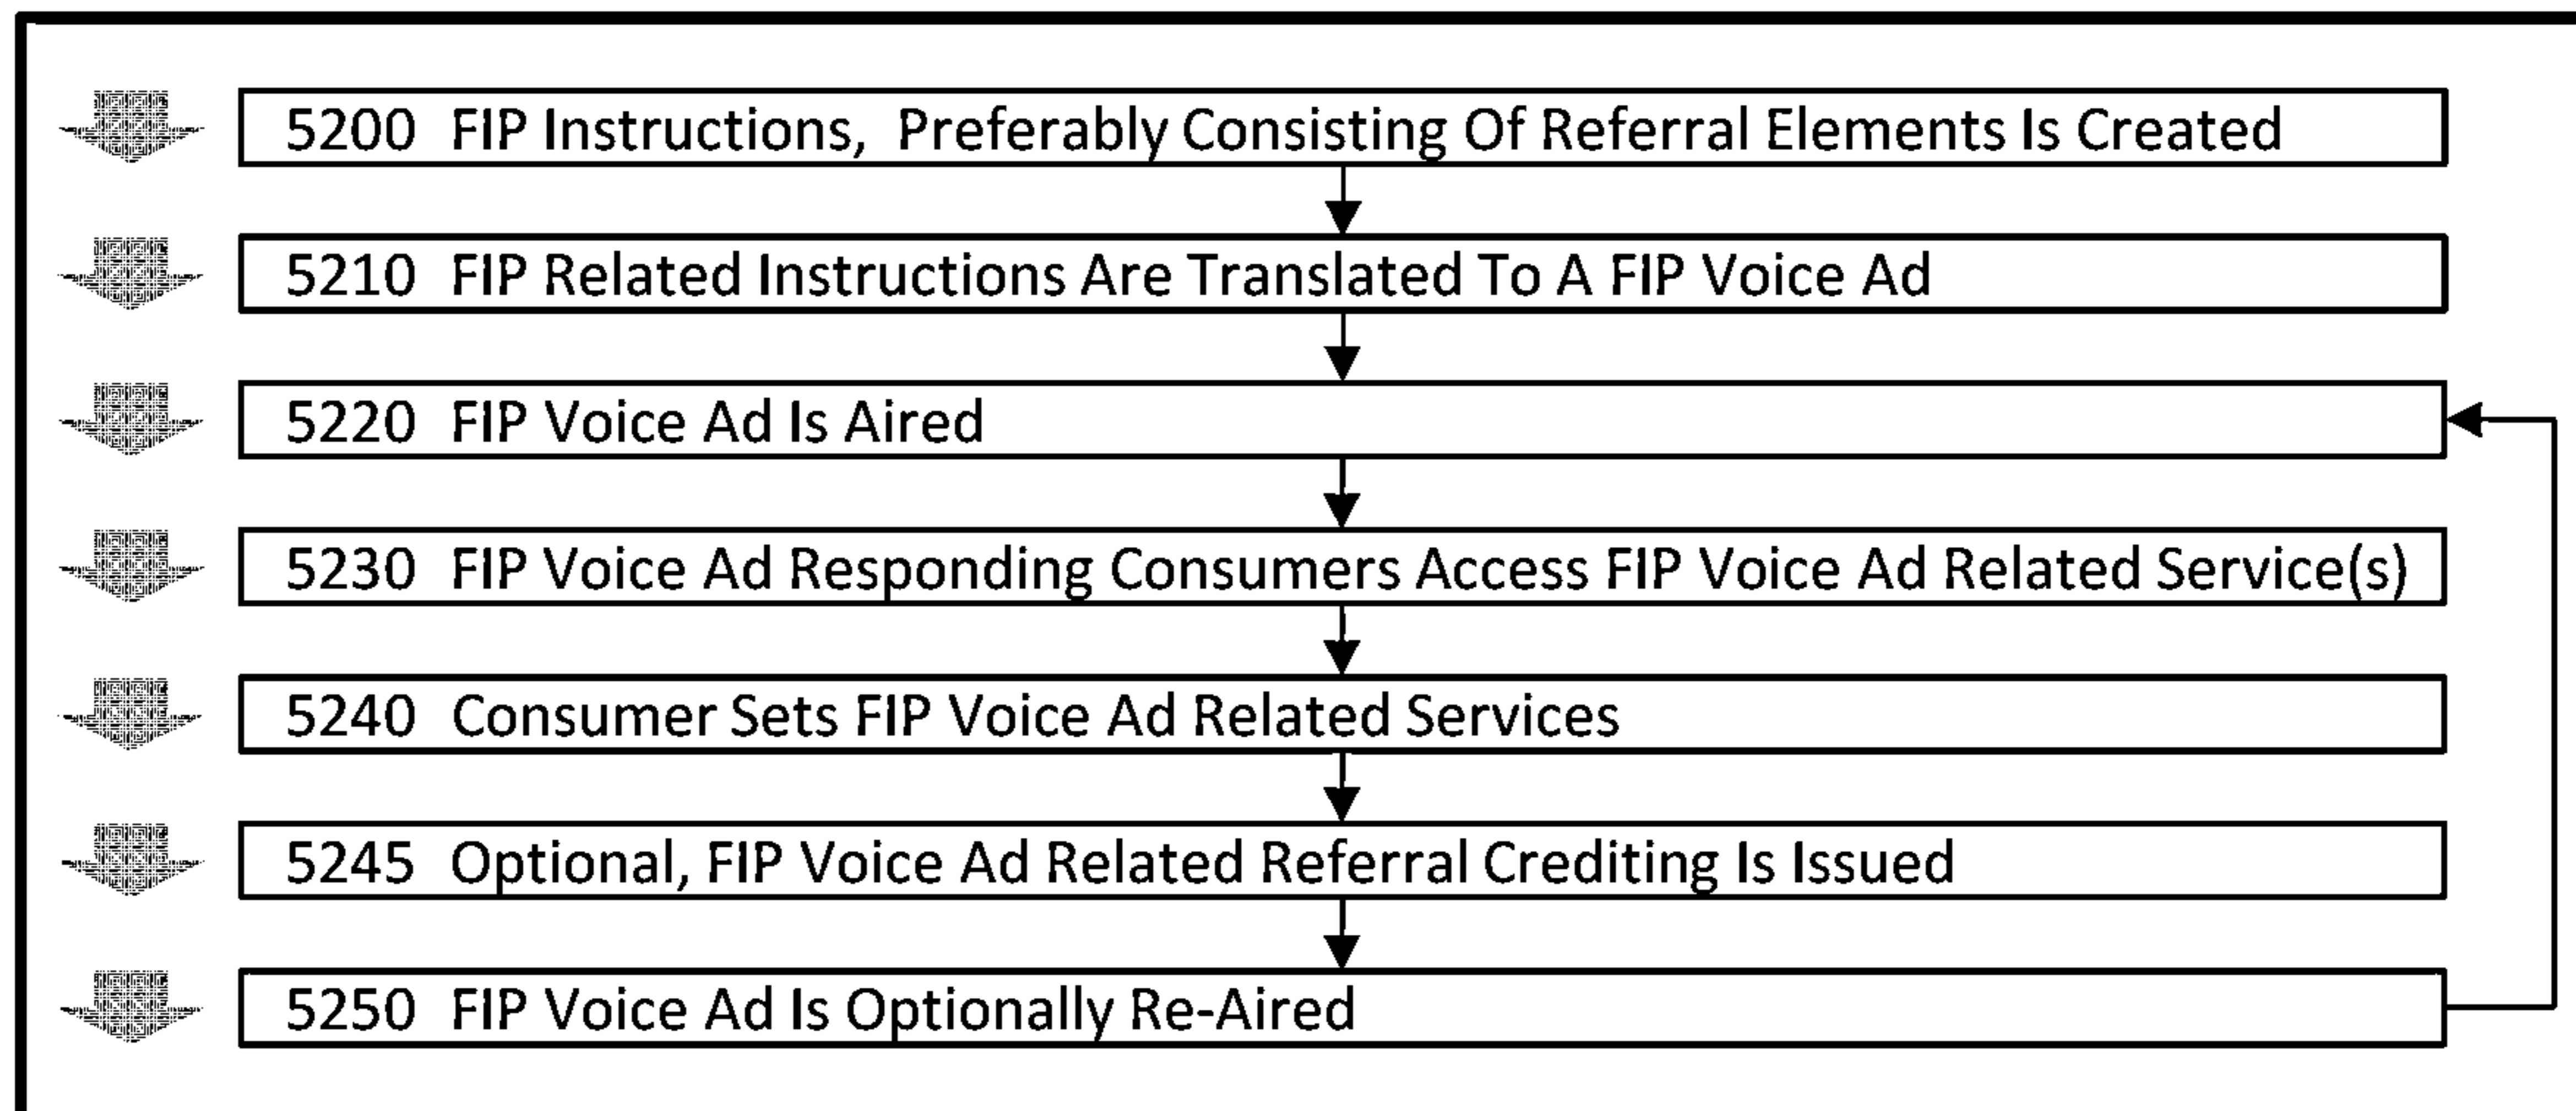 5200 FIP Instructions, Preferably Consisting Of Referral Elements Is Created
5210 FIP Related Instructions Are Translated To A FIP Voice Ad
5220 FIP Voice Ad Is Aired
5230 FIP Voice Ad Responding Consumers Access FIP Voice Ad Related Service(s)
5240 Consumer Sets FIP Voice Ad Related Services
5245 Optional, FIP Voice Ad Related Referral Crediting Is Issued
5250 FIP Voice Ad Is Optionally Re-Aired